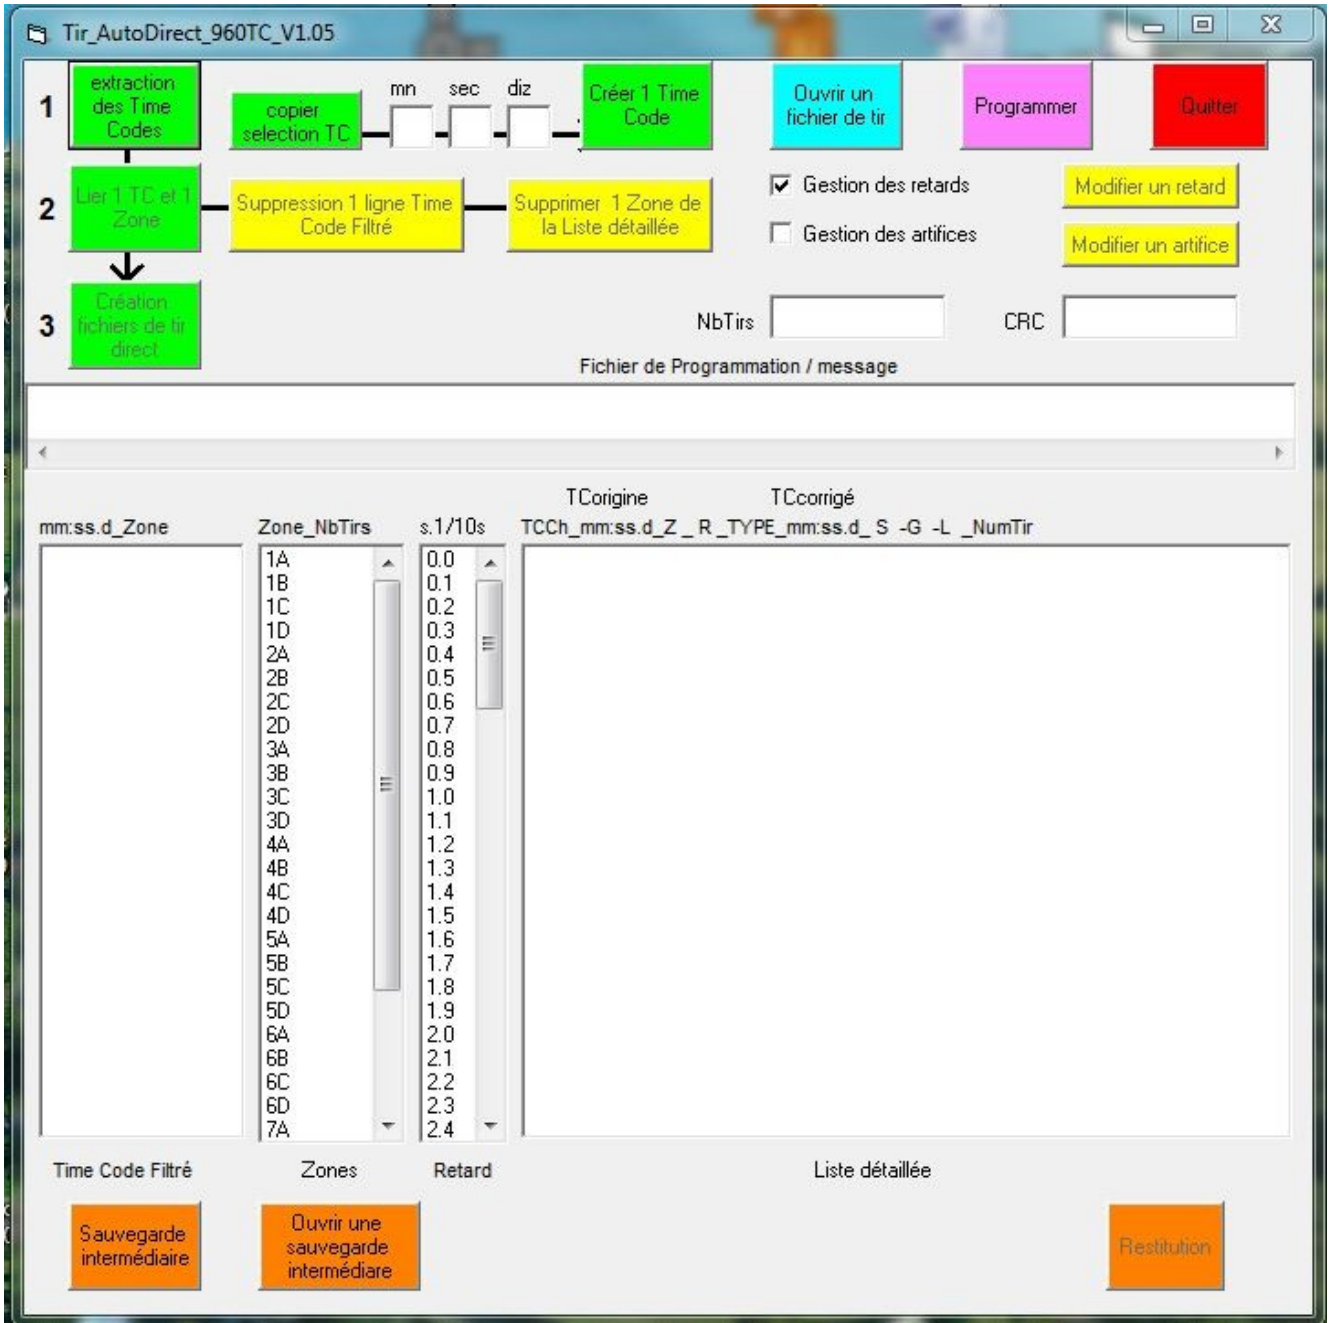 Tir_AutoDirect_960TC_V1.05
1
extraction
des Time
Codes
copier
selection TC
mn sec diz
Créer 1 Time
Code
Ouvrir un
fichier de tir
Programmer
Quitter
2
Lier 1 TC et 1
Zone
Suppression 1 ligne Time
Code Filtré
Supprimer 1 Zone de
la Liste détaillée
Gestion des retards
Modifier un retard
Gestion des artifices
Modifier un artifice
3
Création
fichiers de tir
direct
NbTirs
CRC
Fichier de Programmation / message
TCorigine TCcorrigé
mm:ss.d_Zone Zone_NbTirs s.1/10s TCCh_mm:ss.d_Z _ R _TYPE_mm:ss.d_ S -G -L _NumTir
1A 0.0
1B 0.1
1C 0.2
1D 0.3
2A 0.4
2B 0.5
2C 0.6
2D 0.7
3A 0.8
3B 0.9
3C 1.0
3D 1.1
4A 1.2
4B 1.3
4C 1.4
4D 1.5
5A 1.6
5B 1.7
5C 1.8
5D 1.9
6A 2.0
6B 2.1
6C 2.2
6D 2.3
7A 2.4
Time Code Filtré Zones Retard Liste détaillée
Sauvegarde
intermédiaire
Ouvrir une
sauvegarde
intermédiare
Restitution